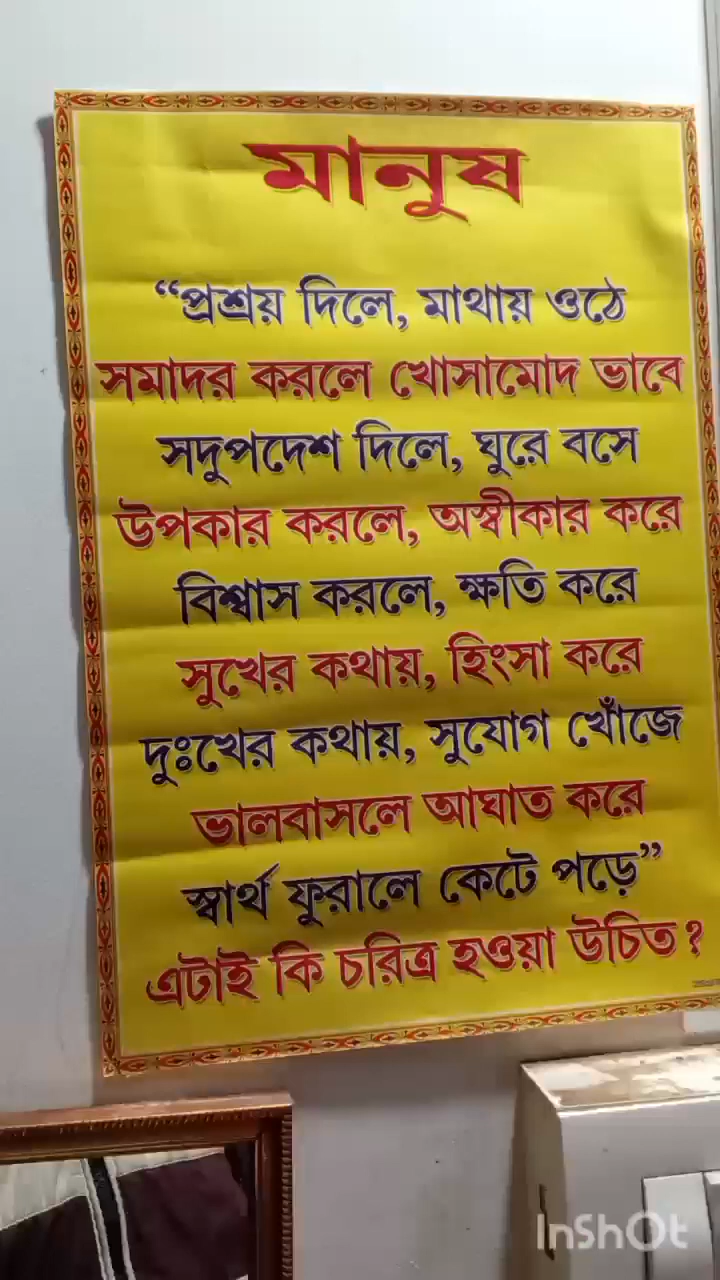 মানুষ
“প্রশ্রয় দিলে, মাথায় ওঠে
সমাদর করলে খোসামোদ ভাবে
সদুপদেশ দিলে, ঘুরে বসে
উপকার করলে, অস্বীকার করে
বিশ্বাস করলে, ক্ষতি করে
সুখের কথায়, হিংসা করে
দুঃখের কথায়, সুযোগ খোঁজে
ভালবাসলে আঘাত করে
স্বার্থ ফুরালে কেটে পড়ে”
এটাই কি চরিত্র হওয়া উচিত?
InShOt